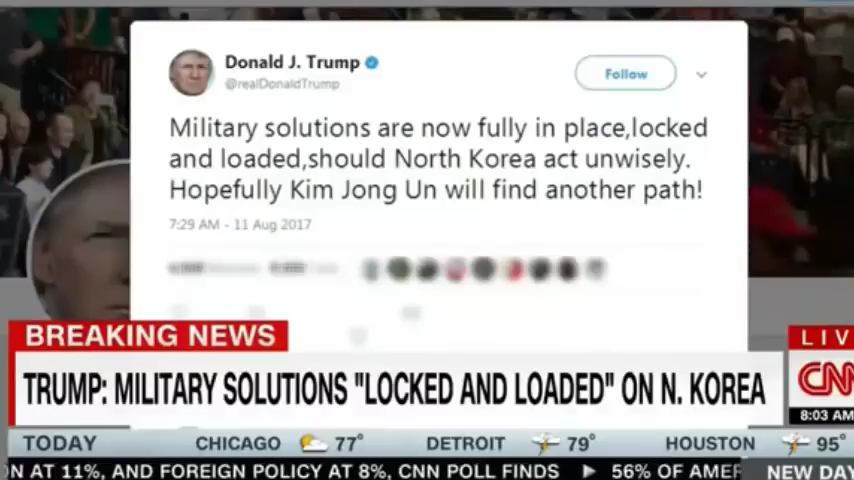 Donald J. Trump
@realDonaldTrump
Follow
Military solutions are now fully in place,locked
and loaded,should North Korea act unwisely.
Hopefully Kim Jong Un will find another path!
7:29 AM - 11 Aug 2017
BREAKING NEWS
TRUMP: MILITARY SOLUTIONS "LOCKED AND LOADED" ON N. KOREA
LIV
CNN
8:03 AM
TODAY CHICAGO 77° DETROIT 79° HOUSTON 95°
N AT 11%, AND FOREIGN POLICY AT 8%, CNN POLL FINDS ▶ 56% OF AMER
NEW DAY